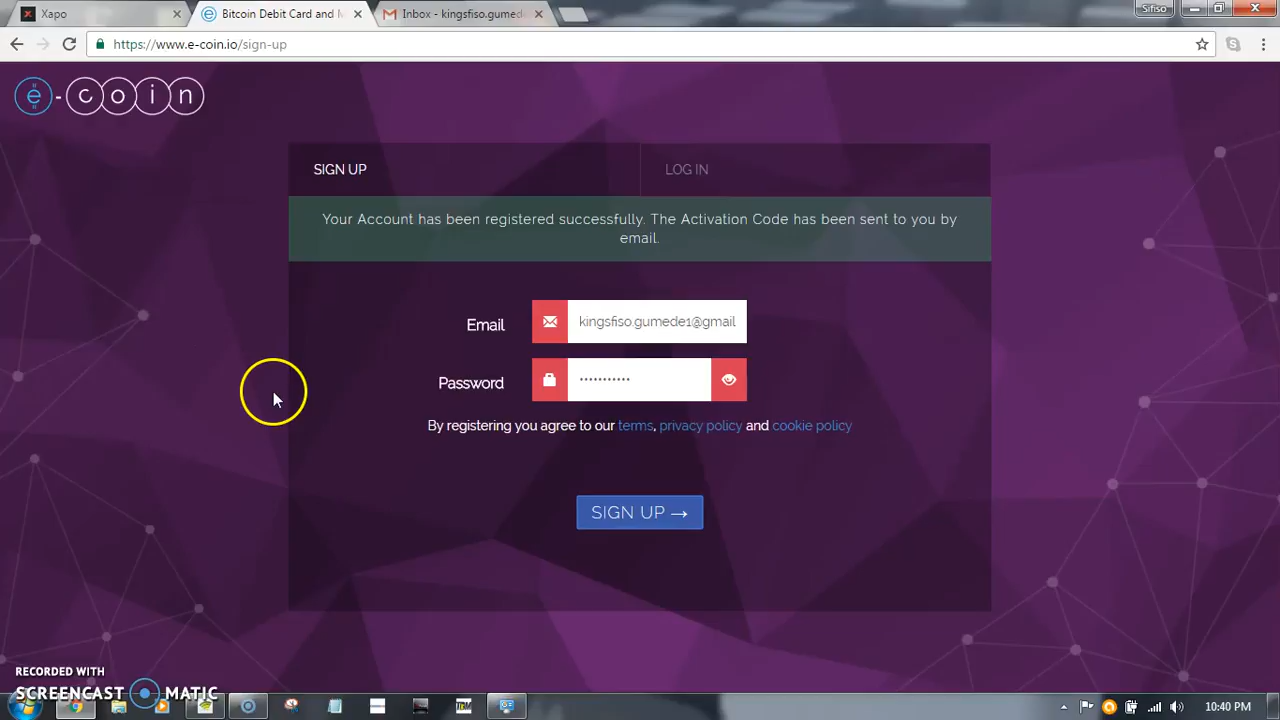 Xapo
Bitcoin Debit Card and M
Inbox - kingsfiso.gumede
Sifiso
https://www.e-coin.io/sign-up
e-coin
SIGN UP
LOG IN
Your Account has been registered successfully. The Activation Code has been sent to you by
email.
Email
kingsfiso.gumede1@gmail
Password
By registering you agree to our terms, privacy policy and cookie policy
SIGN UP →
RECORDED WITH
SCREENCAST MATIC
10:40 PM